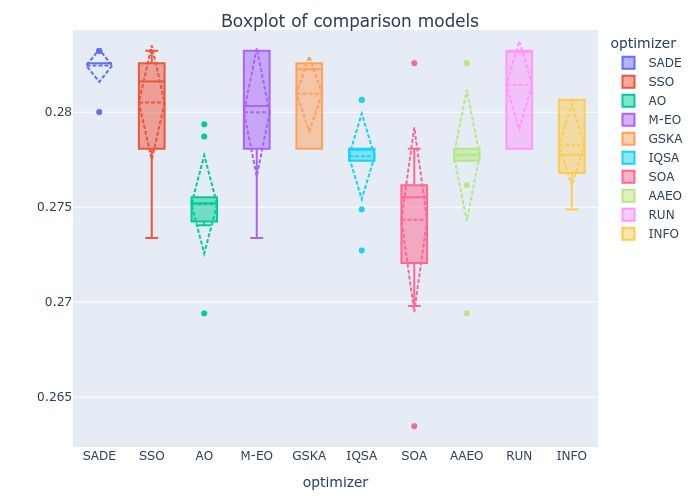 Boxplot of comparison models
optimizer
SADE
SSO
AO
M-EO
GSKA
IQSA
SOA
AAEO
RUN
INFO
0.28
0.275
0.27
0.265
SADE SSO AO M-EO GSKA IQSA SOA AAEO RUN INFO
optimizer